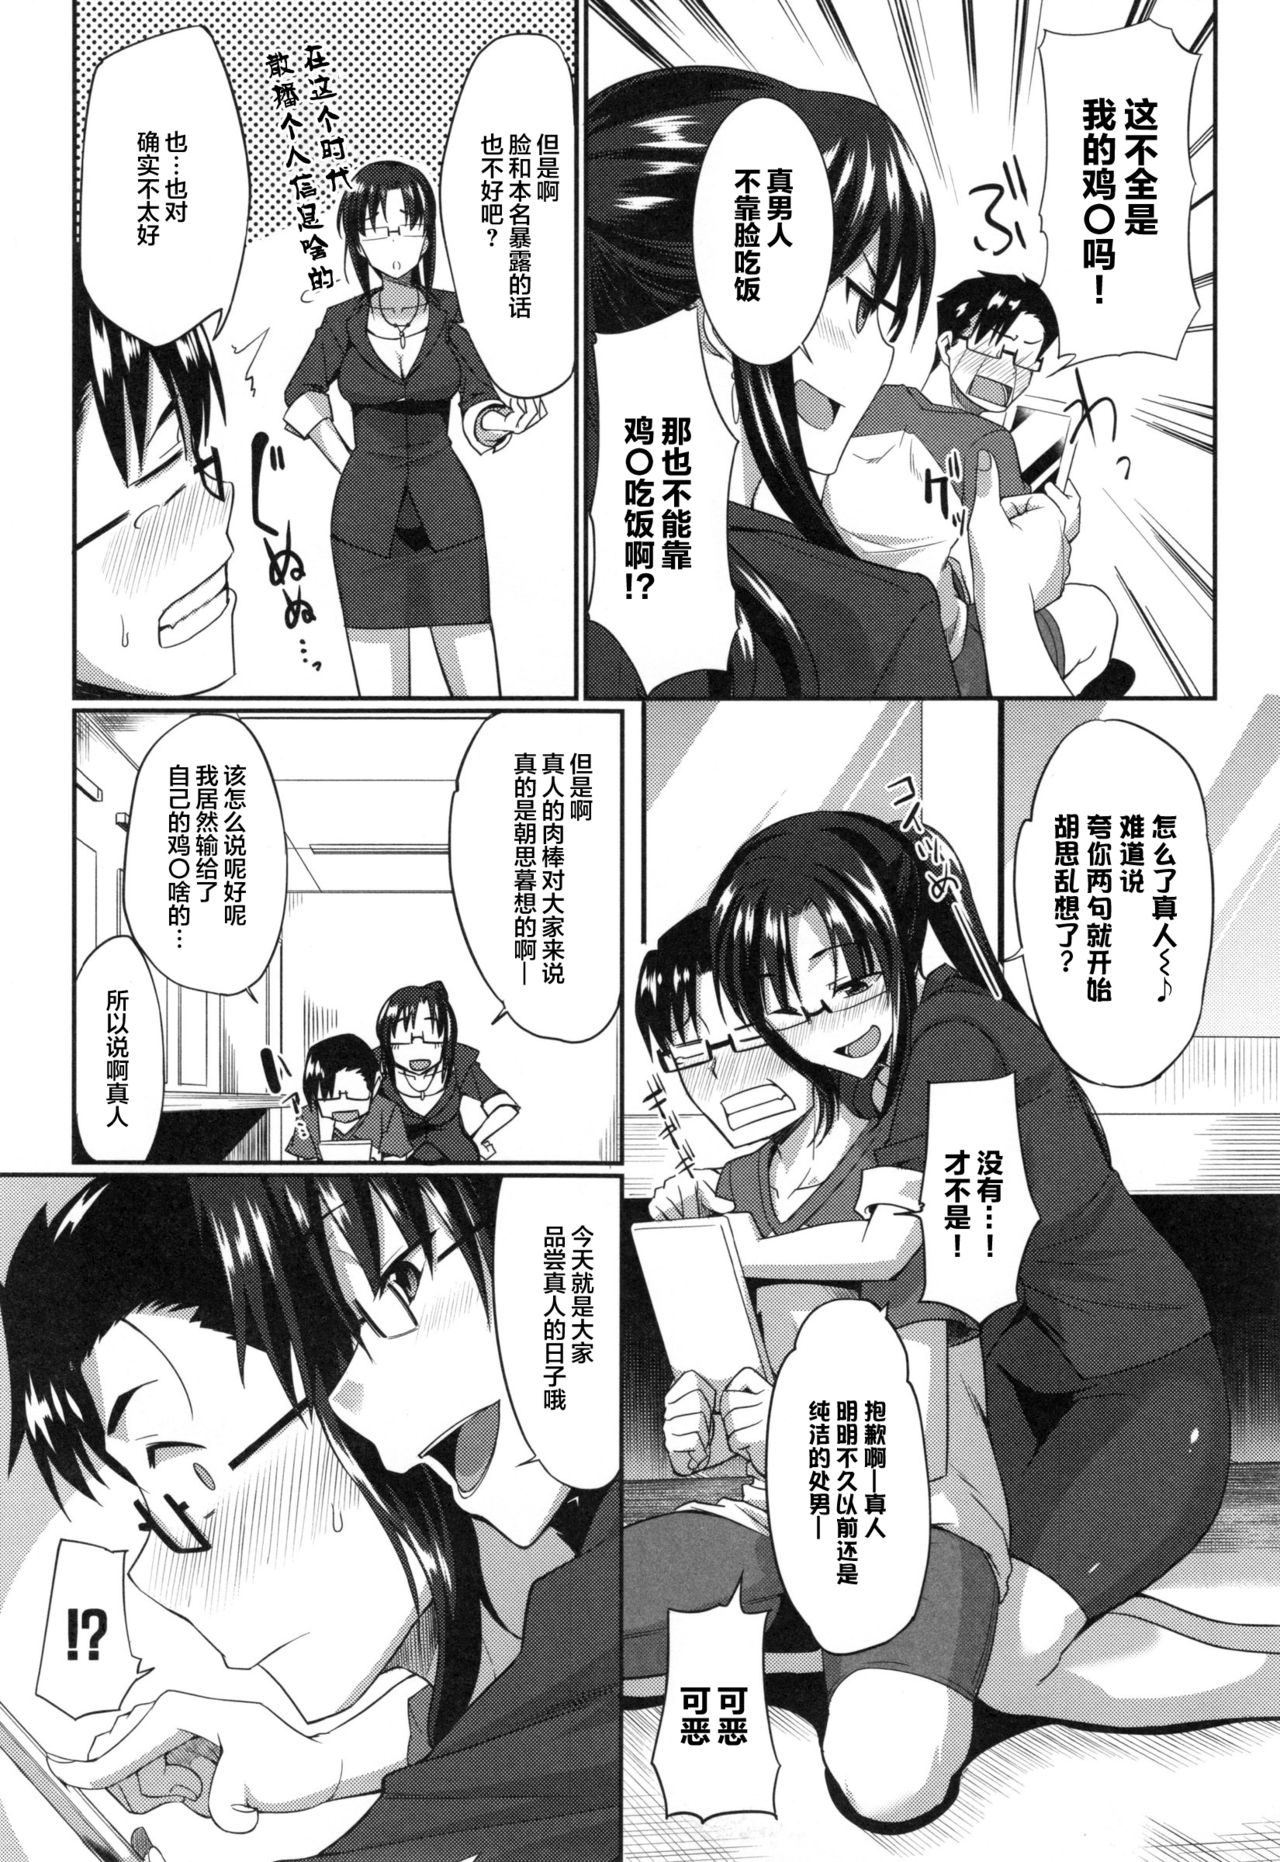 这不全是
我的鸡〇吗！
真男人
不靠脸吃饭
那也不能靠
鸡〇吃饭啊!?
ぶ
わっ
グッ
但是啊
脸和本名暴露的话
也不好吧?
在这个时代
散播个人信息啥的
也…也对
确实不太好
ぐぬぬぬ…
怎么了真人～♪
难道说
夸你两句就开始
胡思乱想了?
没有…!
才不是！
抱歉啊—真人
明明不久以前还是
纯洁的处男—
可恶
可恶
但是啊
真人的肉棒对大家来说
真的是朝思暮想的啊—
该怎么说呢好呢
我居然输给了
自己的鸡〇啥的…
所以说啊真人
今天就是大家
品尝真人的日子哦
!?